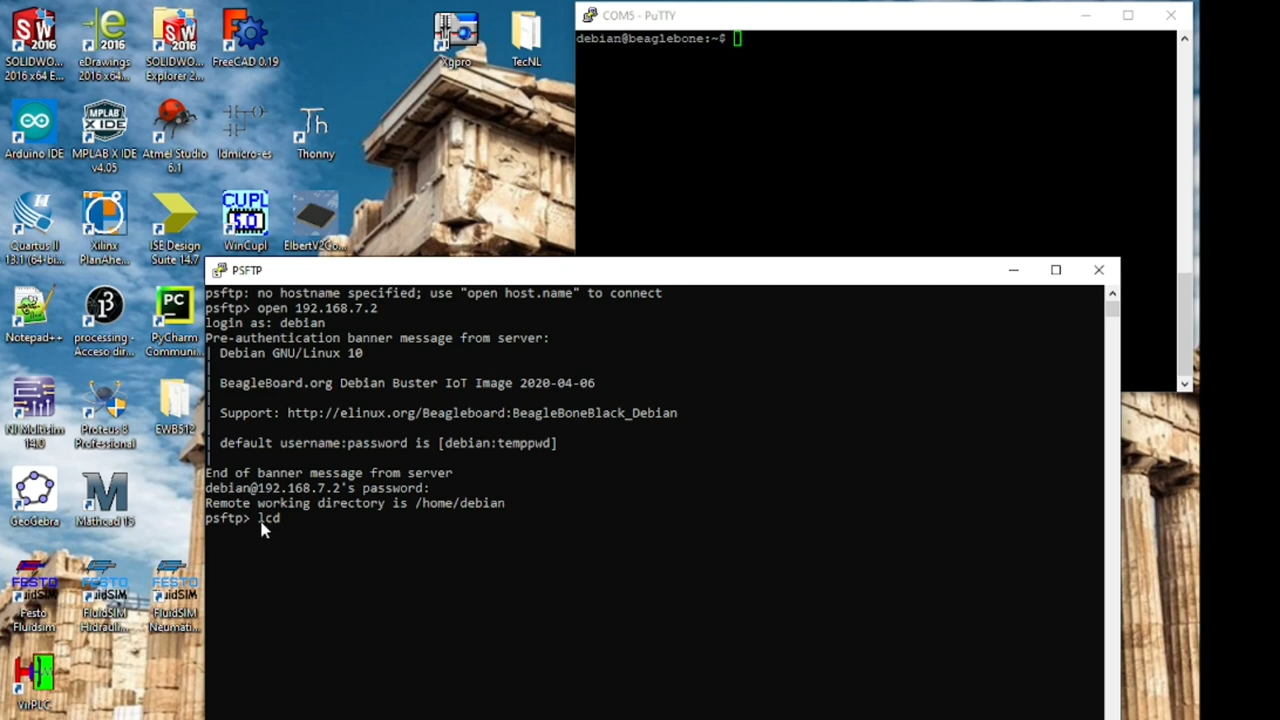 SOLIDWORKS 2016 x64 E...
eDrawings 2016 x64...
SOLIDWO... Explorer 2...
FreeCAD 0.19
Xgpro
TecNL
COM5 - PuTTY
debian@beaglebone:~$
Arduino IDE
MPLAB X IDE v4.05
Atmel Studio 6.1
ldmicro-es
Thonny
Quartus II 13.1 (64-bi...
Xilinx PlanAhe...
ISE Design Suite 14.7
WinCupl
ElbertV2Co...
PSFTP
psftp: no hostname specified; use "open host.name" to connect
psftp> open 192.168.7.2
login as: debian
Pre-authentication banner message from server:
| Debian GNU/Linux 10
|
| BeagleBoard.org Debian Buster IoT Image 2020-04-06
|
| Support: http://elinux.org/Beagleboard:BeagleBoneBlack_Debian
|
| default username:password is [debian:temppwd]
|
End of banner message from server
debian@192.168.7.2's password:
Remote working directory is /home/debian
psftp> lcd
Notepad++
processing - Acceso dir...
PyCharm Communi...
NI Multisim 14.0
Proteus 8 Professional
EWB512
GeoGebra
Mathcad 15
Festo Fluidsim
FluidSIM Hidrauli...
FluidSIM Neumati...
VirPLC